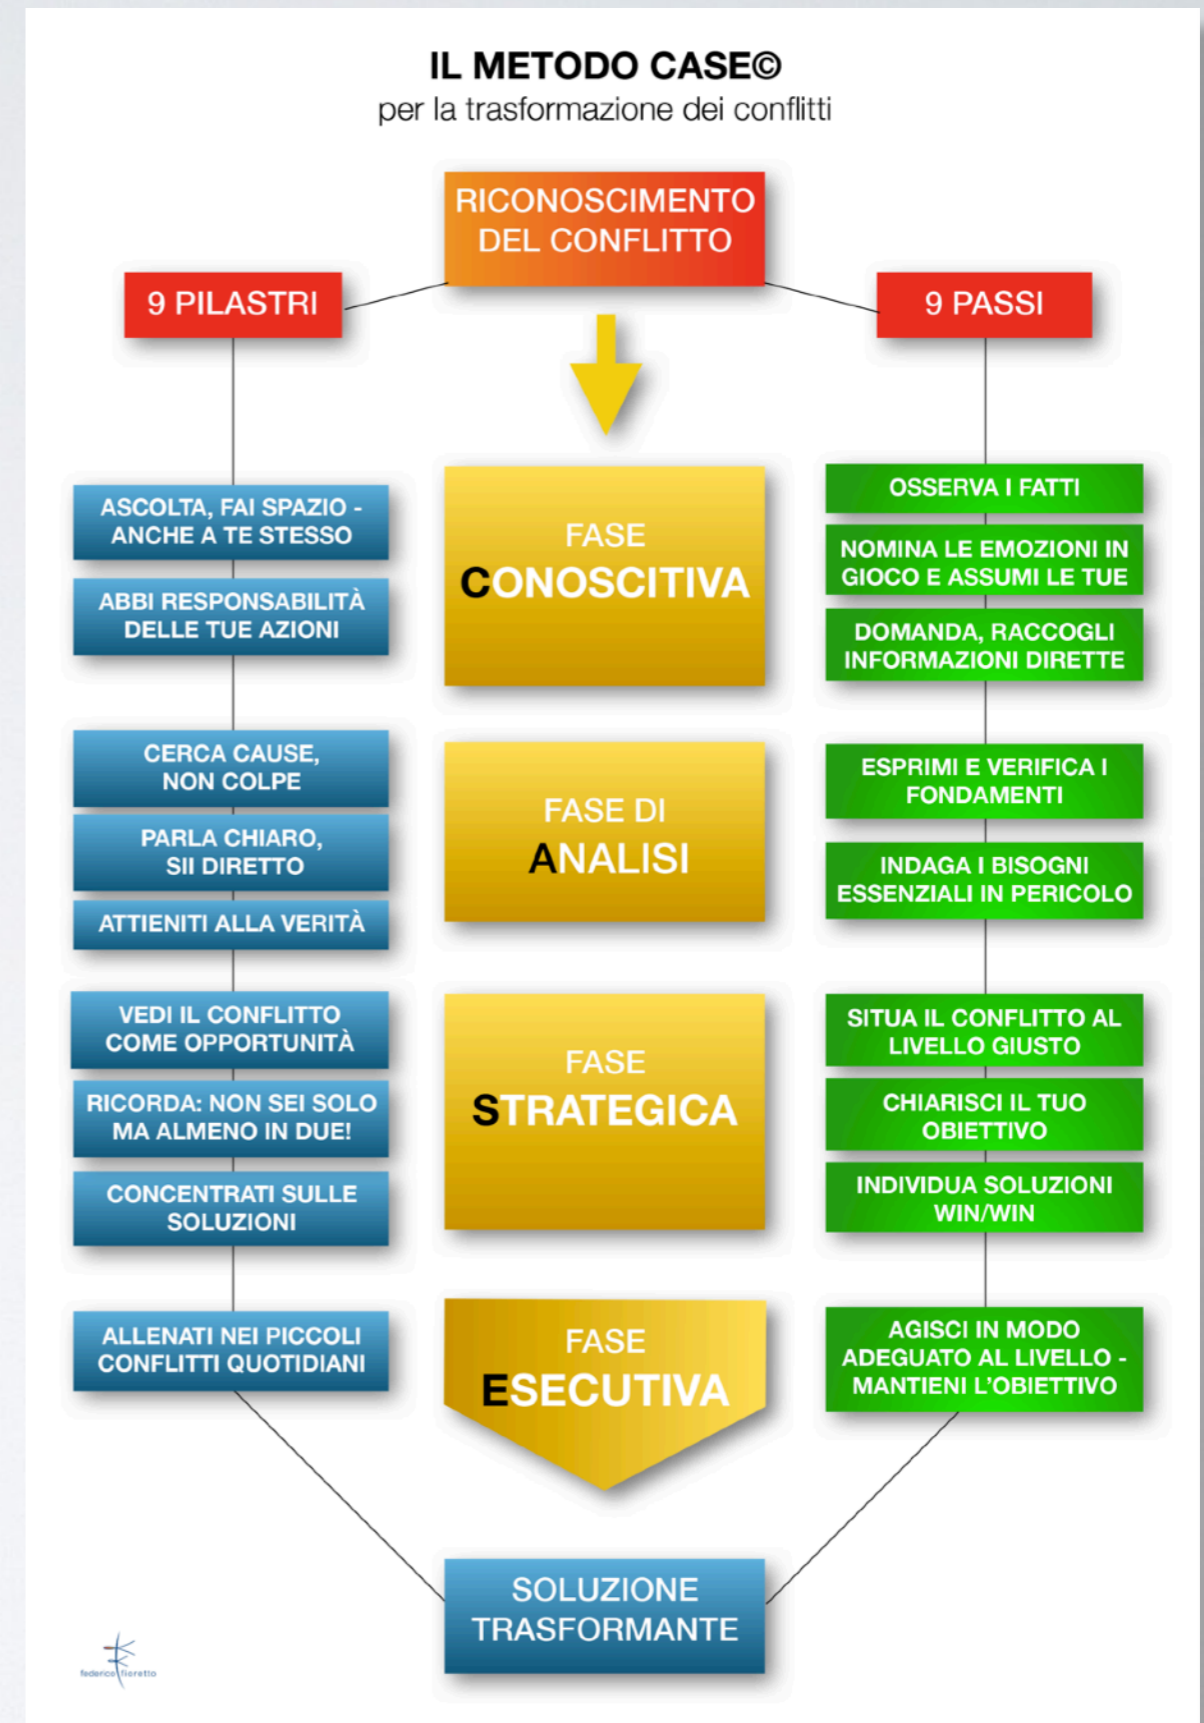 IL METODO CASE©
per la trasformazione dei conflitti
RICONOSCIMENTO
DEL CONFLITTO
9 PILASTRI
9 PASSI
ASCOLTA, FAI SPAZIO -
ANCHE A TE STESSO
ABBI RESPONSABILITÀ
DELLE TUE AZIONI
FASE
CONOSCITIVA
OSSERVA I FATTI
NOMINA LE EMOZIONI IN
GIOCO E ASSUMI LE TUE
DOMANDA, RACCOGLI
INFORMAZIONI DIRETTE
CERCA CAUSE,
NON COLPE
PARLA CHIARO,
SII DIRETTO
ATTIENITI ALLA VERITÀ
FASE DI
ANALISI
ESPRIMI E VERIFICA I
FONDAMENTI
INDAGA I BISOGNI
ESSENZIALI IN PERICOLO
VEDI IL CONFLITTO
COME OPPORTUNITÀ
RICORDA: NON SEI SOLO
MA ALMENO IN DUE!
CONCENTRATI SULLE
SOLUZIONI
FASE
STRATEGICA
SITUA IL CONFLITTO AL
LIVELLO GIUSTO
CHIARISCI IL TUO
OBIETTIVO
INDIVIDUA SOLUZIONI
WIN/WIN
ALLENATI NEI PICCOLI
CONFLITTI QUOTIDIANI
FASE
ESECUTIVA
AGISCI IN MODO
ADEGUATO AL LIVELLO -
MANTIENI L'OBIETTIVO
SOLUZIONE
TRASFORMANTE
federico fioretto